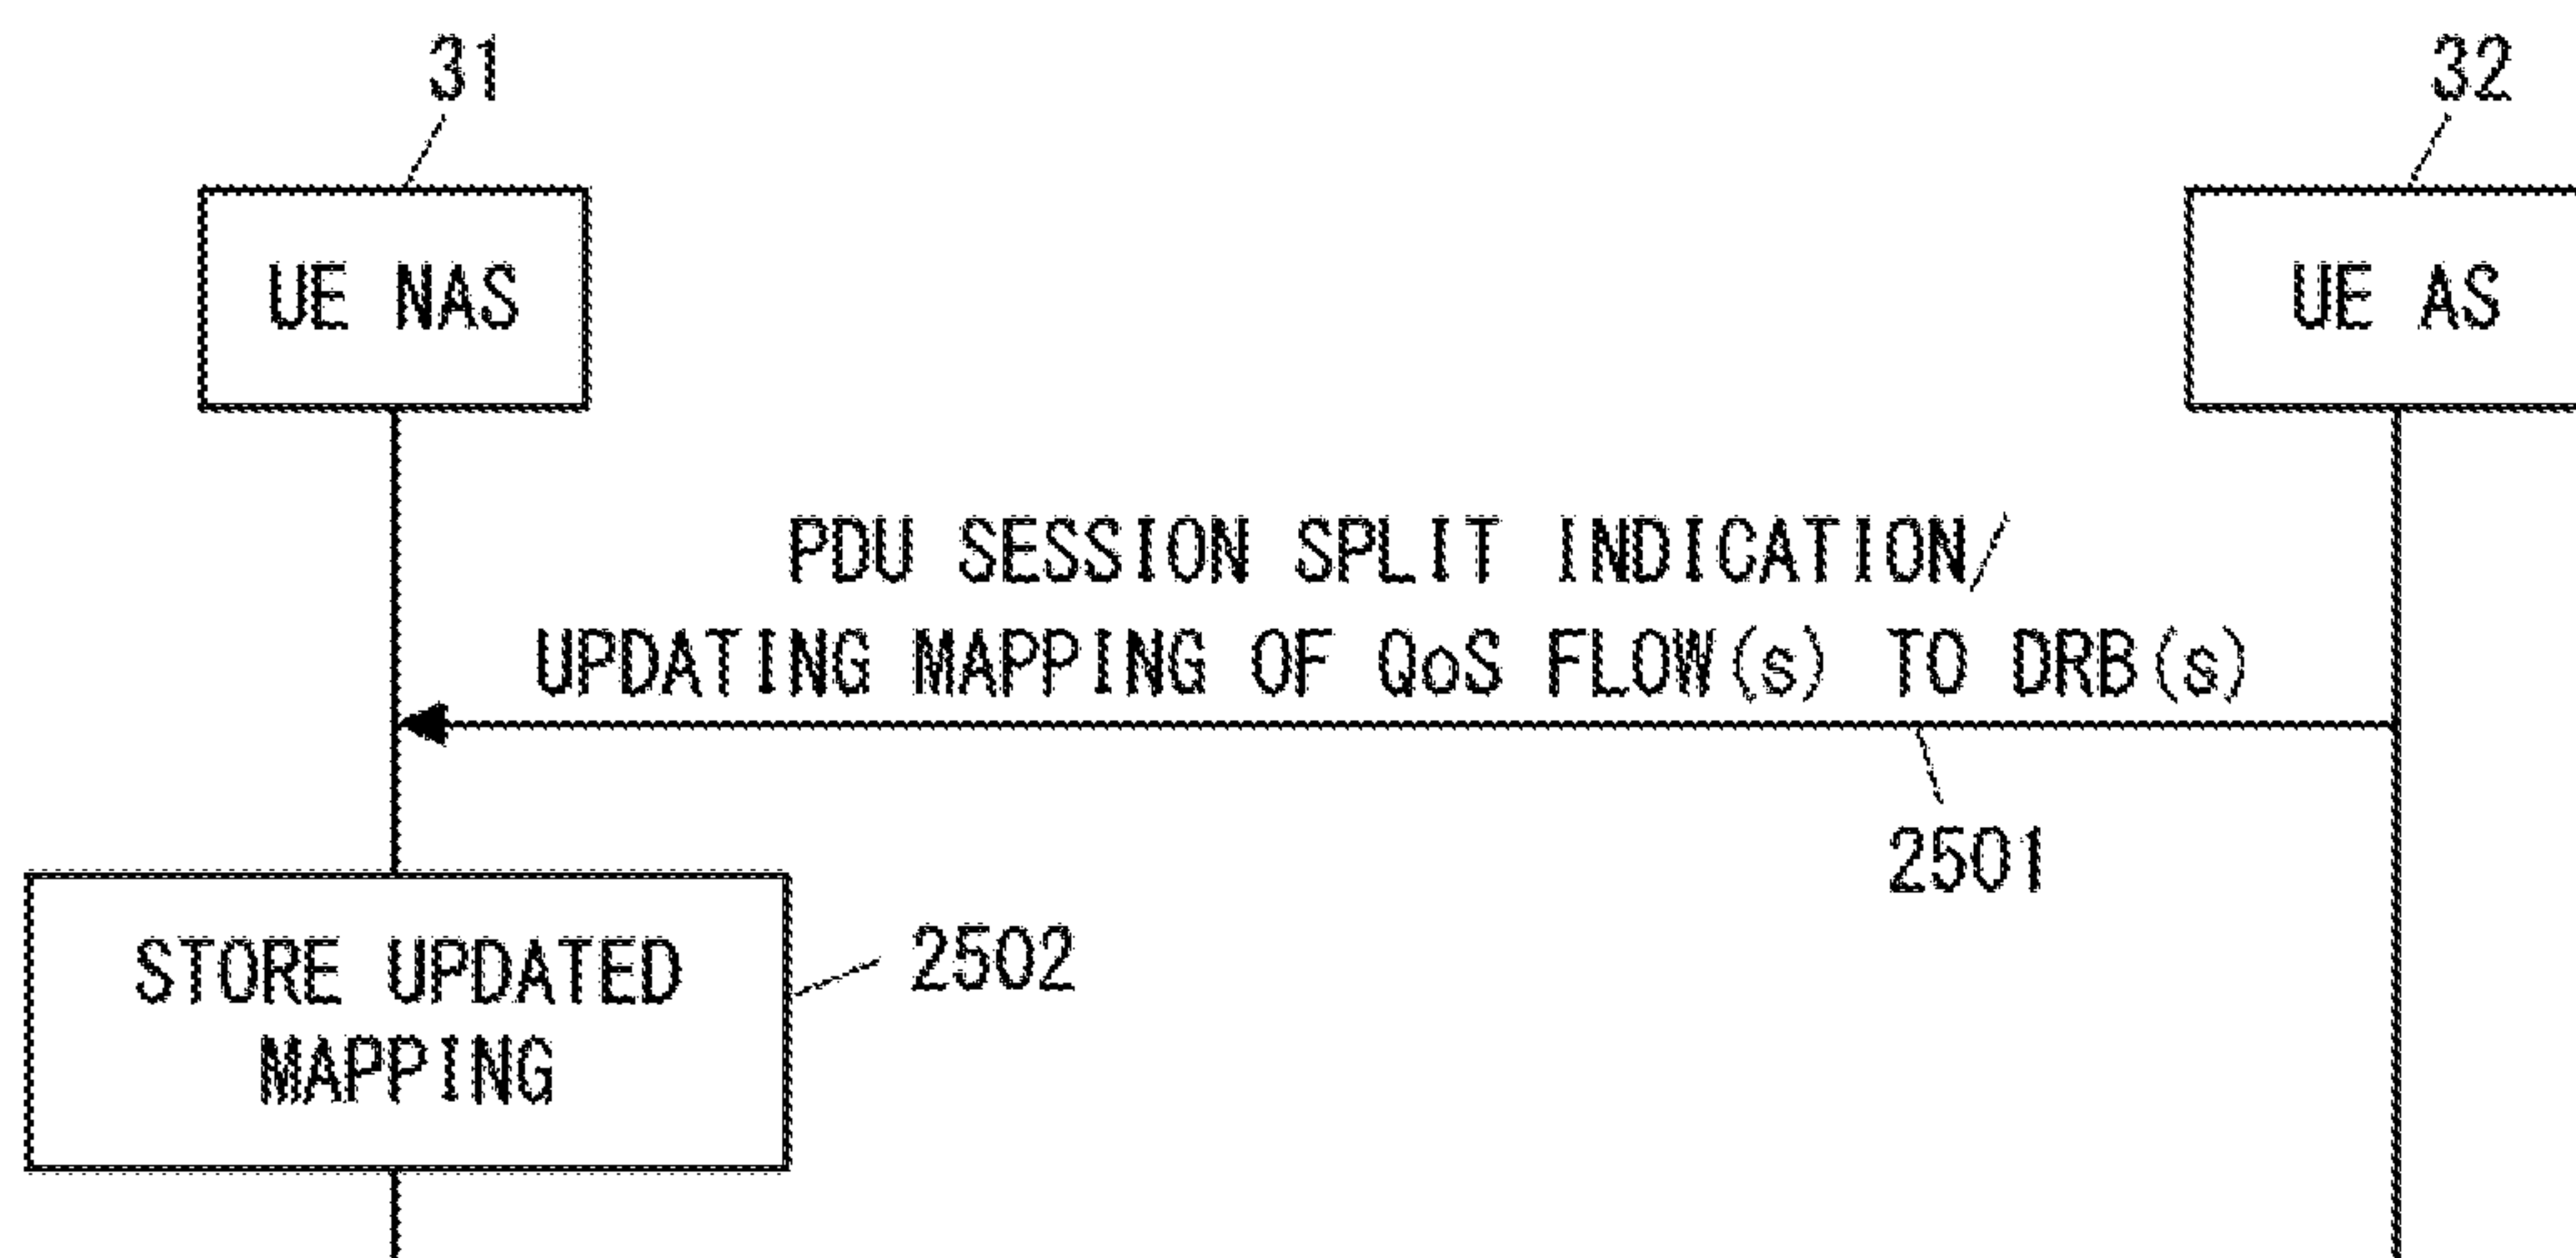 31
32
UE NAS
UE AS
PDU SESSION SPLIT INDICATION/
UPDATING MAPPING OF QoS FLOW(s) TO DRB(s)
2501
STORE UPDATED
MAPPING
2502